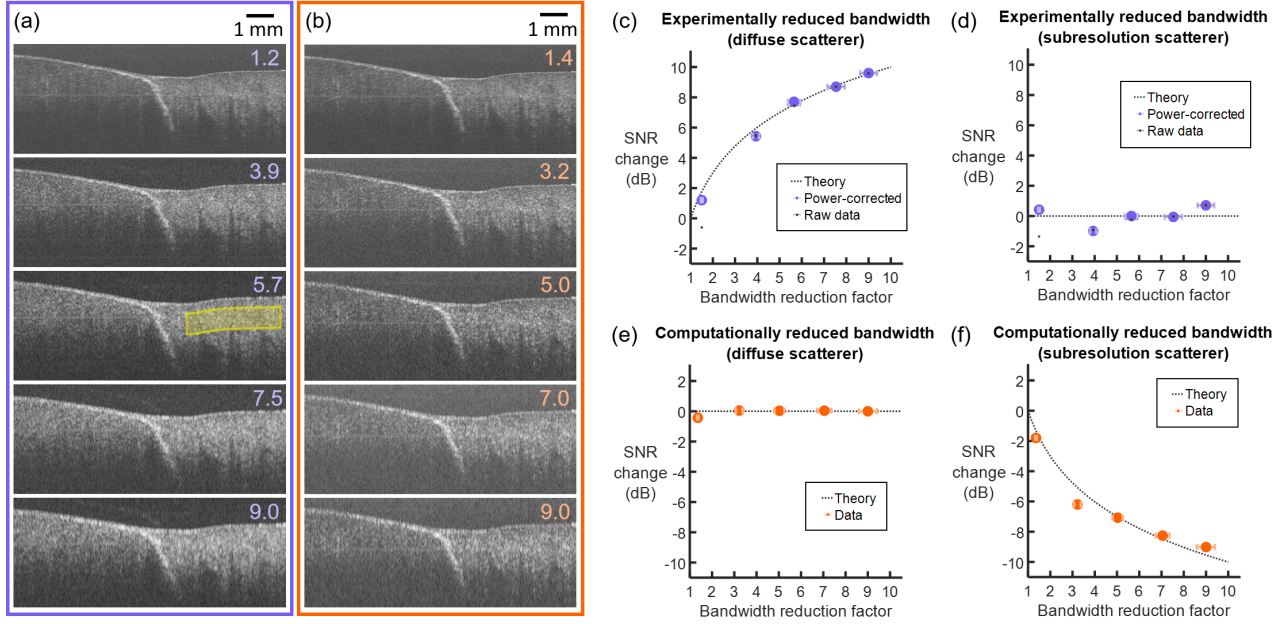 (a)
1 mm
1.2
3.9
5.7
7.5
9.0
(b)
1 mm
1.4
3.2
5.0
7.0
9.0
(c)
Experimentally reduced bandwidth
(diffuse scatterer)
10
8
6
4
2
0
-2
SNR
change
(dB)
Theory
Power-corrected
Raw data
1 2 3 4 5 6 7 8 9 10
Bandwidth reduction factor
(d)
Experimentally reduced bandwidth
(subresolution scatterer)
10
8
6
4
2
0
-2
SNR
change
(dB)
Theory
Power-corrected
Raw data
1 2 3 4 5 6 7 8 9 10
Bandwidth reduction factor
(e)
Computationally reduced bandwidth
(diffuse scatterer)
2
0
-2
-4
-6
-8
-10
SNR
change
(dB)
Theory
Data
1 2 3 4 5 6 7 8 9 10
Bandwidth reduction factor
(f)
Computationally reduced bandwidth
(subresolution scatterer)
2
0
-2
-4
-6
-8
-10
SNR
change
(dB)
Theory
Data
1 2 3 4 5 6 7 8 9 10
Bandwidth reduction factor